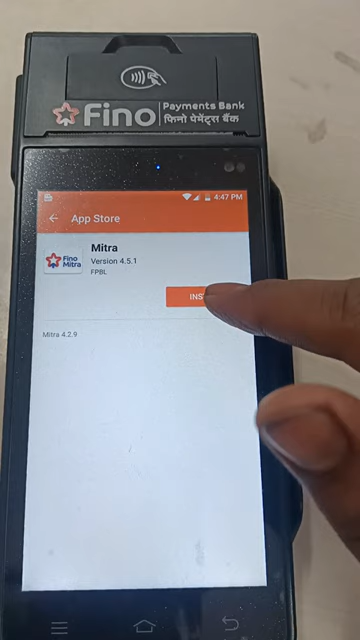 Fino
Payments Bank
फिनो पेमेंट्स बैंक
4:47 PM
App Store
Mitra
Version 4.5.1
FPBL
Fino
Mitra
Mitra 4.2.9